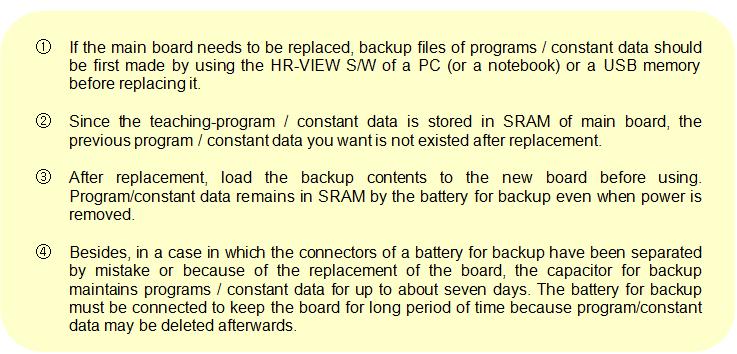 ① If the main board needs to be replaced, backup files of programs / constant data should
be first made by using the HR-VIEW S/W of a PC (or a notebook) or a USB memory
before replacing it.
② Since the teaching-program / constant data is stored in SRAM of main board, the
previous program / constant data you want is not existed after replacement.
③ After replacement, load the backup contents to the new board before using.
Program/constant data remains in SRAM by the battery for backup even when power is
removed.
④ Besides, in a case in which the connectors of a battery for backup have been separated
by mistake or because of the replacement of the board, the capacitor for backup
maintains programs / constant data for up to about seven days. The battery for backup
must be connected to keep the board for long period of time because program/constant
data may be deleted afterwards.